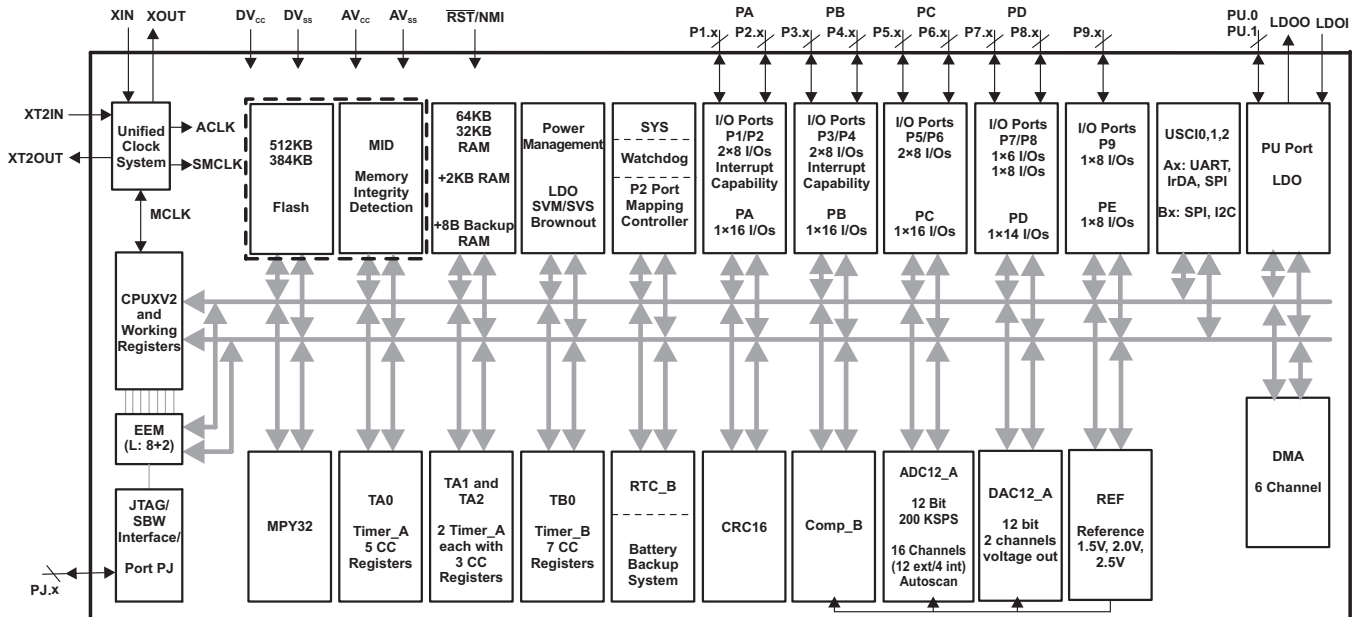 XIN XOUT DVCC DVSS AVCC AVSS RST/NMI PA PB PC PD PU.0 LDOO LDOI
P1.x P2.x P3.x P4.x P5.x P6.x P7.x P8.x P9.x PU.1
XT2IN
XT2OUT
Unified
Clock
System
ACLK
SMCLK
MCLK
512KB
384KB
Flash
MID
Memory
Integrity
Detection
64KB
32KB
RAM
+2KB RAM
+8B Backup
RAM
Power
Management
LDO
SVM/SVS
Brownout
SYS
Watchdog
P2 Port
Mapping
Controller
I/O Ports
P1/P2
2×8 I/Os
Interrupt
Capability
PA
1×16 I/Os
I/O Ports
P3/P4
2×8 I/Os
Interrupt
Capability
PB
1×16 I/Os
I/O Ports
P5/P6
2×8 I/Os
PC
1×16 I/Os
I/O Ports
P7/P8
1×6 I/Os
1×8 I/Os
PD
1×14 I/Os
I/O Ports
P9
1×8 I/Os
PE
1×8 I/Os
USCI0,1,2
Ax: UART,
IrDA, SPI
Bx: SPI, I2C
PU Port
LDO
CPUXV2
and
Working
Registers
EEM
(L: 8+2)
JTAG/
SBW
Interface/
Port PJ
PJ.x
MPY32
TA0
Timer_A
5 CC
Registers
TA1 and
TA2
2 Timer_A
each with
3 CC
Registers
TB0
Timer_B
7 CC
Registers
RTC_B
Battery
Backup
System
CRC16
Comp_B
ADC12_A
12 Bit
200 KSPS
16 Channels
(12 ext/4 int)
Autoscan
DAC12_A
12 bit
2 channels
voltage out
REF
Reference
1.5V, 2.0V,
2.5V
DMA
6 Channel